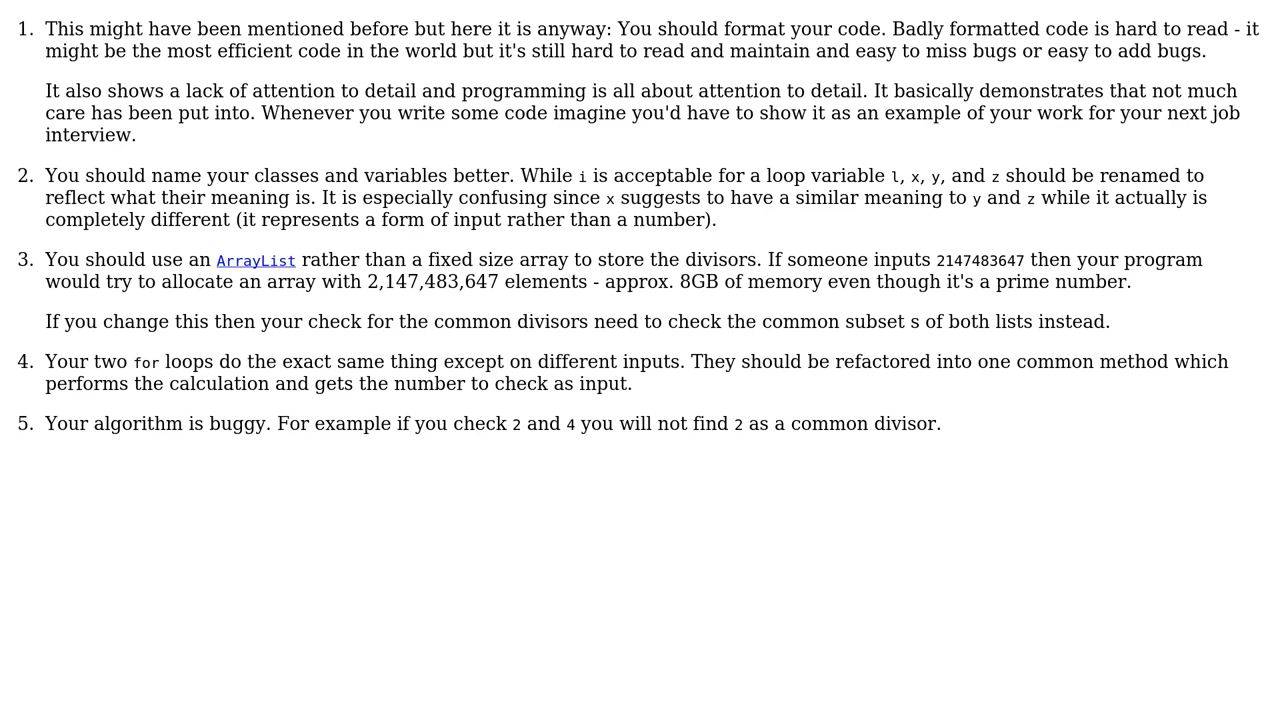 1. This might have been mentioned before but here it is anyway: You should format your code. Badly formatted code is hard to read - it
might be the most efficient code in the world but it's still hard to read and maintain and easy to miss bugs or easy to add bugs.
It also shows a lack of attention to detail and programming is all about attention to detail. It basically demonstrates that not much
care has been put into. Whenever you write some code imagine you'd have to show it as an example of your work for your next job
interview.
2. You should name your classes and variables better. While i is acceptable for a loop variable l, x, y, and z should be renamed to
reflect what their meaning is. It is especially confusing since x suggests to have a similar meaning to y and z while it actually is
completely different (it represents a form of input rather than a number).
3. You should use an ArrayList rather than a fixed size array to store the divisors. If someone inputs 2147483647 then your program
would try to allocate an array with 2,147,483,647 elements - approx. 8GB of memory even though it's a prime number.
If you change this then your check for the common divisors need to check the common subset s of both lists instead.
4. Your two for loops do the exact same thing except on different inputs. They should be refactored into one common method which
performs the calculation and gets the number to check as input.
5. Your algorithm is buggy. For example if you check 2 and 4 you will not find 2 as a common divisor.